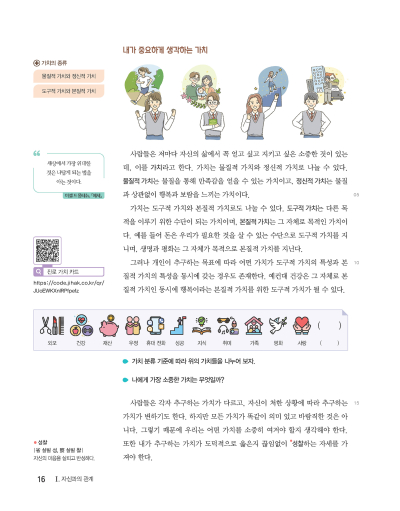 내가 중요하게 생각하는 가치
가치의 종류
물질적 가치와 정신적 가치
도구적 가치와 본질적 가치
사람들은 저마다 자신의 삶에서 꼭 얻고 싶고 지키고 싶은 소중한 것이 있는
데, 이를 가치라고 한다. 가치는 물질적 가치와 정신적 가치로 나눌 수 있다.
물질적 가치는 물질을 통해 만족감을 얻을 수 있는 가치이고, 정신적 가치는 물질
과 상관없이 행복과 보람을 느끼는 가치이다.
05
가치는 도구적 가치와 본질적 가치로도 나눌 수 있다. 도구적 가치는 다른 목
적을 이루기 위한 수단이 되는 가치이며, 본질적 가치는 그 자체로 목적인 가치이
다. 예를 들어 돈은 우리가 필요한 것을 살 수 있는 수단으로 도구적 가치를 지
니며, 생명과 평화는 그 자체가 목적으로 본질적 가치를 지닌다.
그러나 개인이 추구하는 목표에 따라 어떤 가치가 도구적 가치의 특성과 본
10
질적 가치의 특성을 동시에 갖는 경우도 존재한다. 예컨대 건강은 그 자체로 본
질적 가치인 동시에 행복이라는 본질적 가치를 위한 도구적 가치가 될 수 있다.
세상에서 가장 위대한
것은 나답게 되는 법을
아는 것이다.
진로 가치 카드
https://code.jihak.co.kr/qr/
외모
건강
재산
우정
휴대 전화
성공
지식
취미
가족
평화
사랑
( )
( )
가치 분류 기준에 따라 위의 가치들을 나누어 보자.
나에게 가장 소중한 가치는 무엇일까?
사람들은 각자 추구하는 가치가 다르고, 자신이 처한 상황에 따라 추구하는
15
가치가 변하기도 한다. 하지만 모든 가치가 똑같이 의미 있고 바람직한 것은 아
니다. 그렇기 때문에 우리는 어떤 가치를 소중히 여겨야 할지 생각해야 한다.
또한 내가 추구하는 가치가 도덕적으로 옳은지 끊임없이 *성찰하는 자세를 가
져야 한다.
성찰
자신의 마음을 살피고 반성하다.
16
Ⅰ. 자신과의 관계